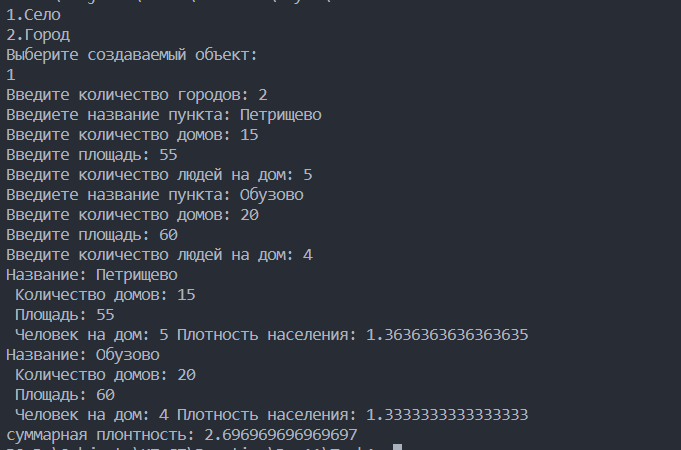 1.Село
2.Город
Выберите создаваемый объект:
1
Введите количество городов: 2
Введиете название пункта: Петрищево
Введите количество домов: 15
Введите площадь: 55
Введите количество людей на дом: 5
Введиете название пункта: Обузово
Введите количество домов: 20
Введите площадь: 60
Введите количество людей на дом: 4
Название: Петрищево
Количество домов: 15
Площадь: 55
Человек на дом: 5 Плотность населения: 1.3636363636363635
Название: Обузово
Количество домов: 20
Площадь: 60
Человек на дом: 4 Плотность населения: 1.3333333333333333
суммарная плонтность: 2.696969696969697